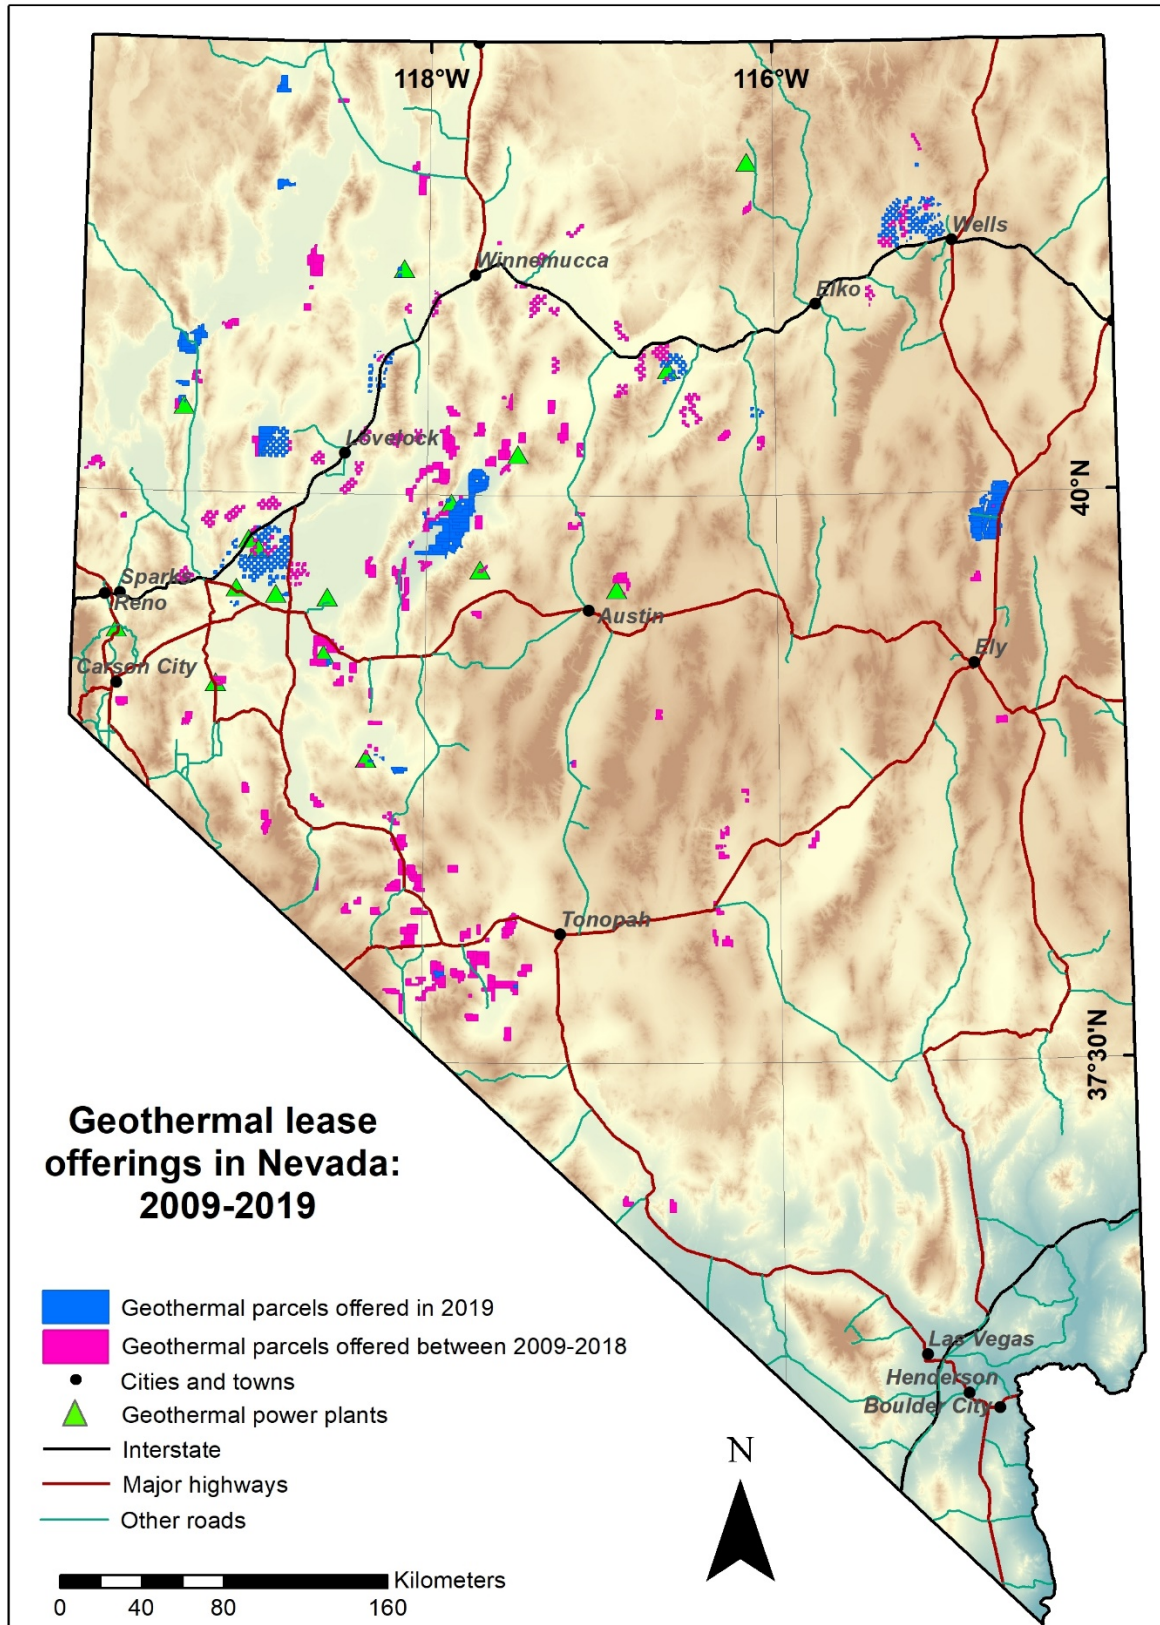 118°W
116°W
Wells
Winnemucca
Elko
Lovelock
40°N
Sparks
Reno
Austin
Ely
Carson City
Tonopah
37°30'N
Geothermal lease
offerings in Nevada:
2009-2019
Geothermal parcels offered in 2019
Geothermal parcels offered between 2009-2018
Cities and towns
Geothermal power plants
Interstate
Major highways
Other roads
Las Vegas
Henderson
Boulder City
N
Kilometers
0 40 80 160